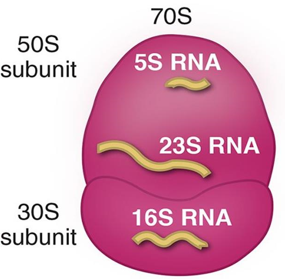 70S
50S
subunit
5S RNA
23S RNA
30S
subunit
16S RNA